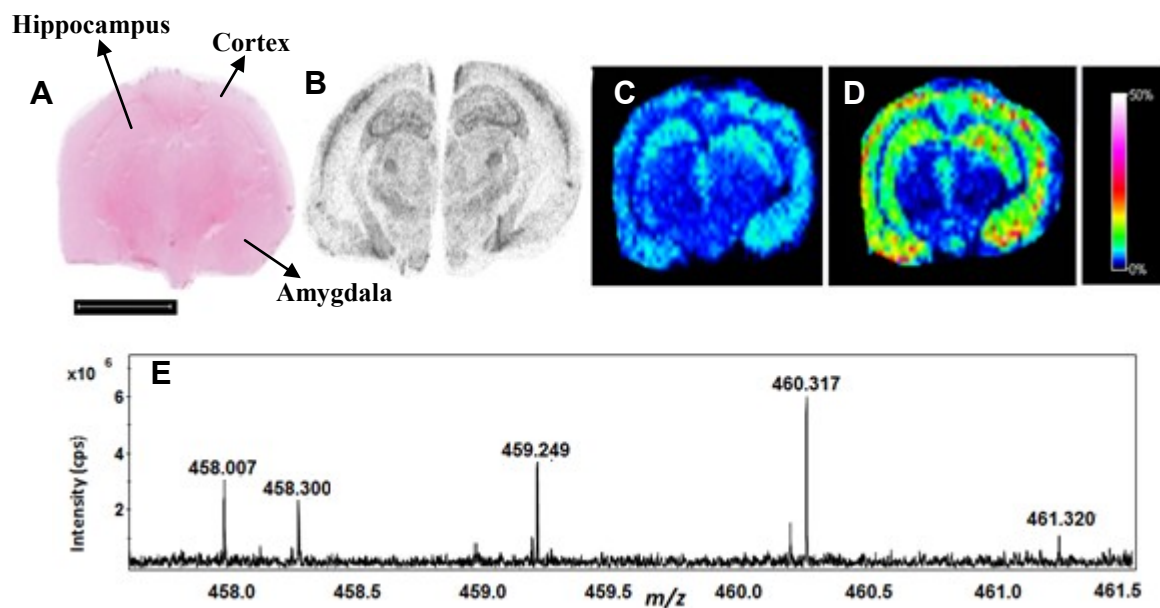 Hippocampus
Cortex
A
B
C
D
50%
0%
Amygdala
E
x10 6
6
4
2
Intensity (cps)
458.007
458.300
459.249
460.317
461.320
458.0 458.5 459.0 459.5 460.0 460.5 461.0 461.5
m/z